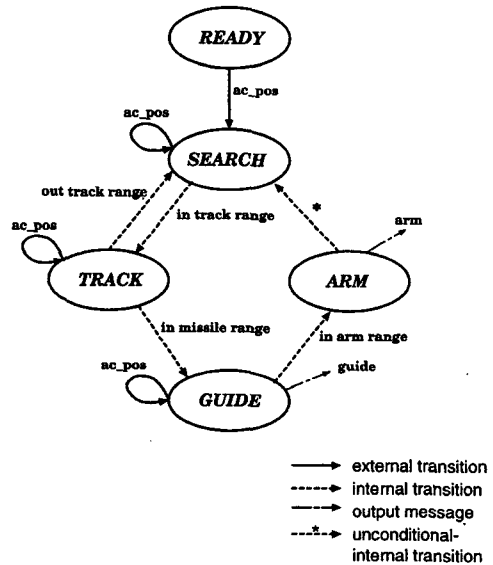 READY
ac_pos
ac_pos
SEARCH
out track range
in track range
*
arm
ac_pos
TRACK
ARM
in missile range
in arm range
ac_pos
guide
GUIDE
external transition
internal transition
output message
*
unconditional-
internal transition